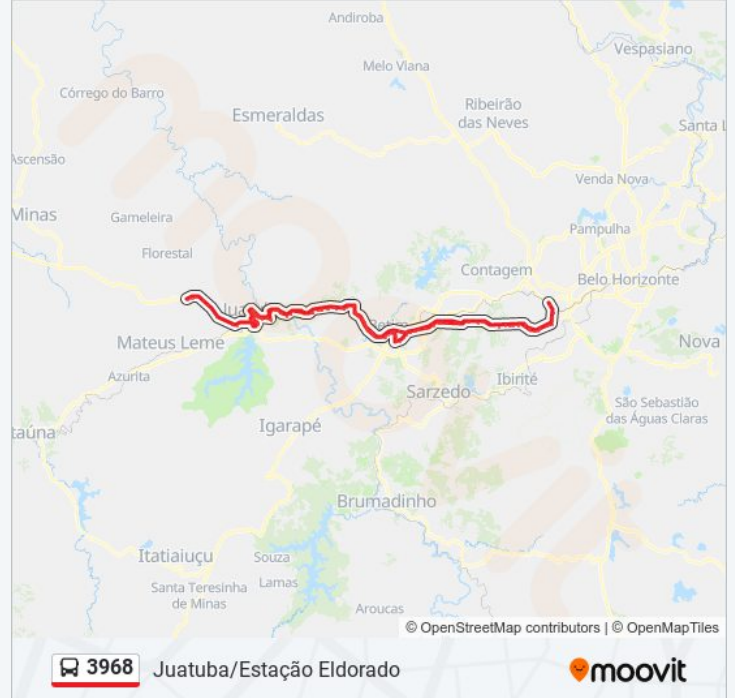 Andiroba
Vespasiano
Melo Viana
Córrego do Barro
Esmeraldas
Ribeirão
das Neves
Santa L
Ascensão
Venda Nova
Minas
Gameleira
Pampulha
Florestal
Contagem
Belo Horizonte
Mateus Leme
Nova
Azurita
Ibirité
Sarzedo
São Sebastião
das Águas Claras
Igarapé
taúna
Brumadinho
Itatiaiuçu
Souza
Santa Teresinha
de Minas
Lamas
Aroucas
© OpenStreetMap contributors | © OpenMapTiles
3968 Juatuba/Estação Eldorado
moovit